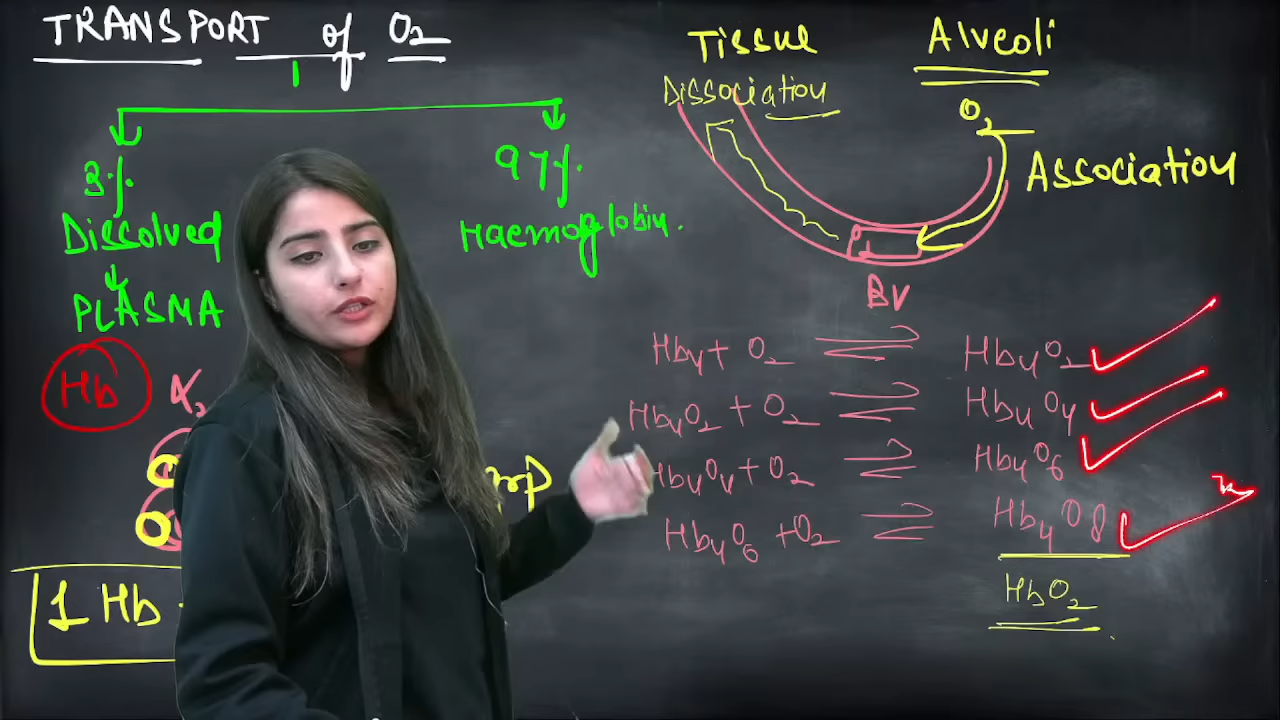 TRANSPORT of O2
3%.
Dissolved
PLASMA
97%.
Haemoglobin.
Hb
1 Hb
Tissue
Dissociation
Alveoli
O2
Association
O2
BV
Hb4 + O2 ⇌ Hb4O2
Hb4O2 + O2 ⇌ Hb4O4
Hb4O4 + O2 ⇌ Hb4O6
Hb4O6 + O2 ⇌ Hb4O8
HbO2